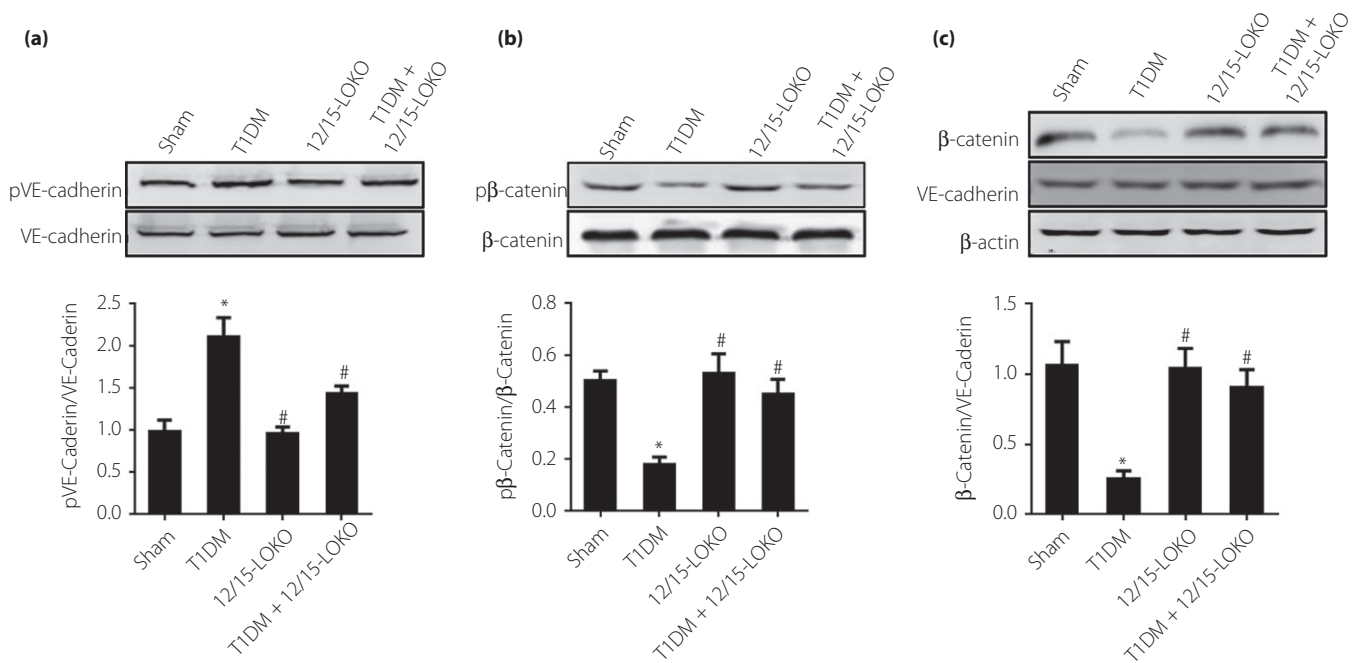 (a)
Sham
T1DM
12/15-LOKO
T1DM +
12/15-LOKO
pVE-cadherin
VE-cadherin
pVE-Caderin/VE-Caderin
2.5
2.0
1.5
1.0
0.5
0.0
*
#
#
Sham
T1DM
12/15-LOKO
T1DM + 12/15-LOKO
(b)
Sham
T1DM
12/15-LOKO
T1DM +
12/15-LOKO
pβ-catenin
β-catenin
pβ-Catenin/β-Catenin
0.8
0.6
0.4
0.2
0.0
*
#
#
Sham
T1DM
12/15-LOKO
T1DM + 12/15-LOKO
(c)
Sham
T1DM
12/15-LOKO
T1DM +
12/15-LOKO
β-catenin
VE-cadherin
β-actin
β-Catenin/VE-Caderin
1.5
1.0
0.5
0.0
*
#
#
Sham
T1DM
12/15-LOKO
T1DM + 12/15-LOKO